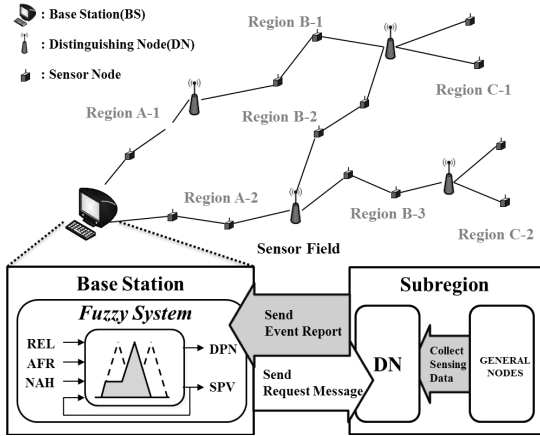 : Base Station(BS)
: Distinguishing Node(DN)
: Sensor Node
Region B-1
Region A-1
Region B-2
Region C-1
Region A-2
Region B-3
Region C-2
Sensor Field
Base Station
Fuzzy System
REL
AFR
NAH
DPN
SPV
Send
Event Report
Send
Request Message
Subregion
DN
Collect
Sensing
Data
GENERAL
NODES